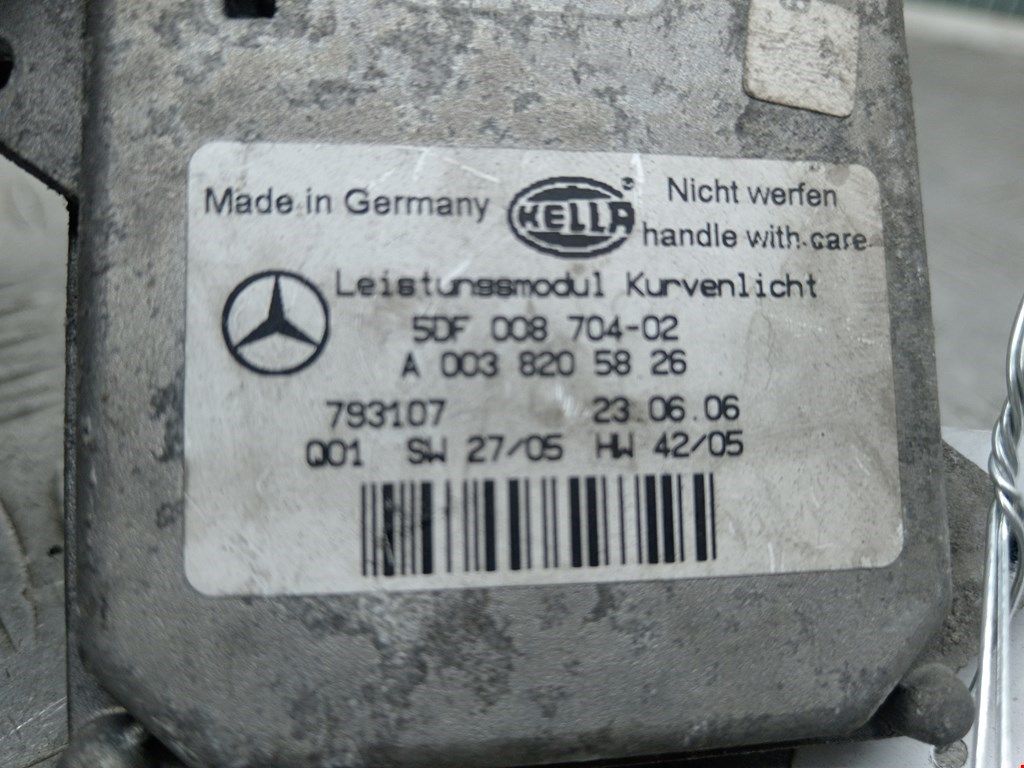 Made in Germany
HELLA
®
Nicht werfen
handle with care
Leistungsmodul Kurvenlicht
5DF 008 704-02
A 003 820 58 26
793107 23.06.06
Q01 SW 27/05 HW 42/05